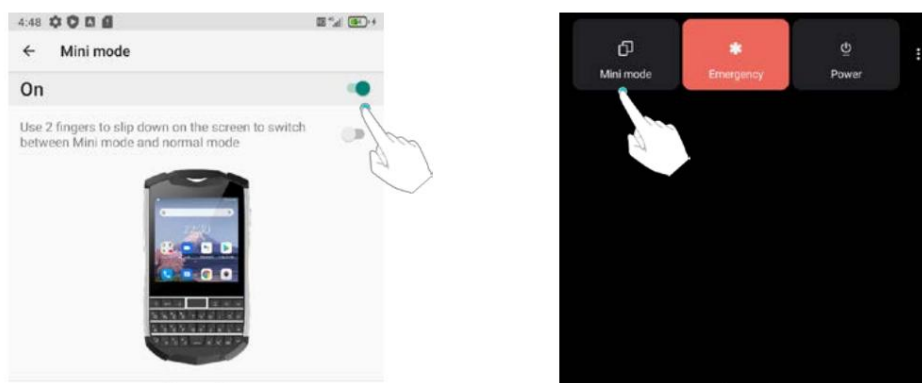 4:48
Mini mode
On
Use 2 fingers to slip down on the screen to switch
between Mini mode and normal mode
Mini mode
Emergency
Power